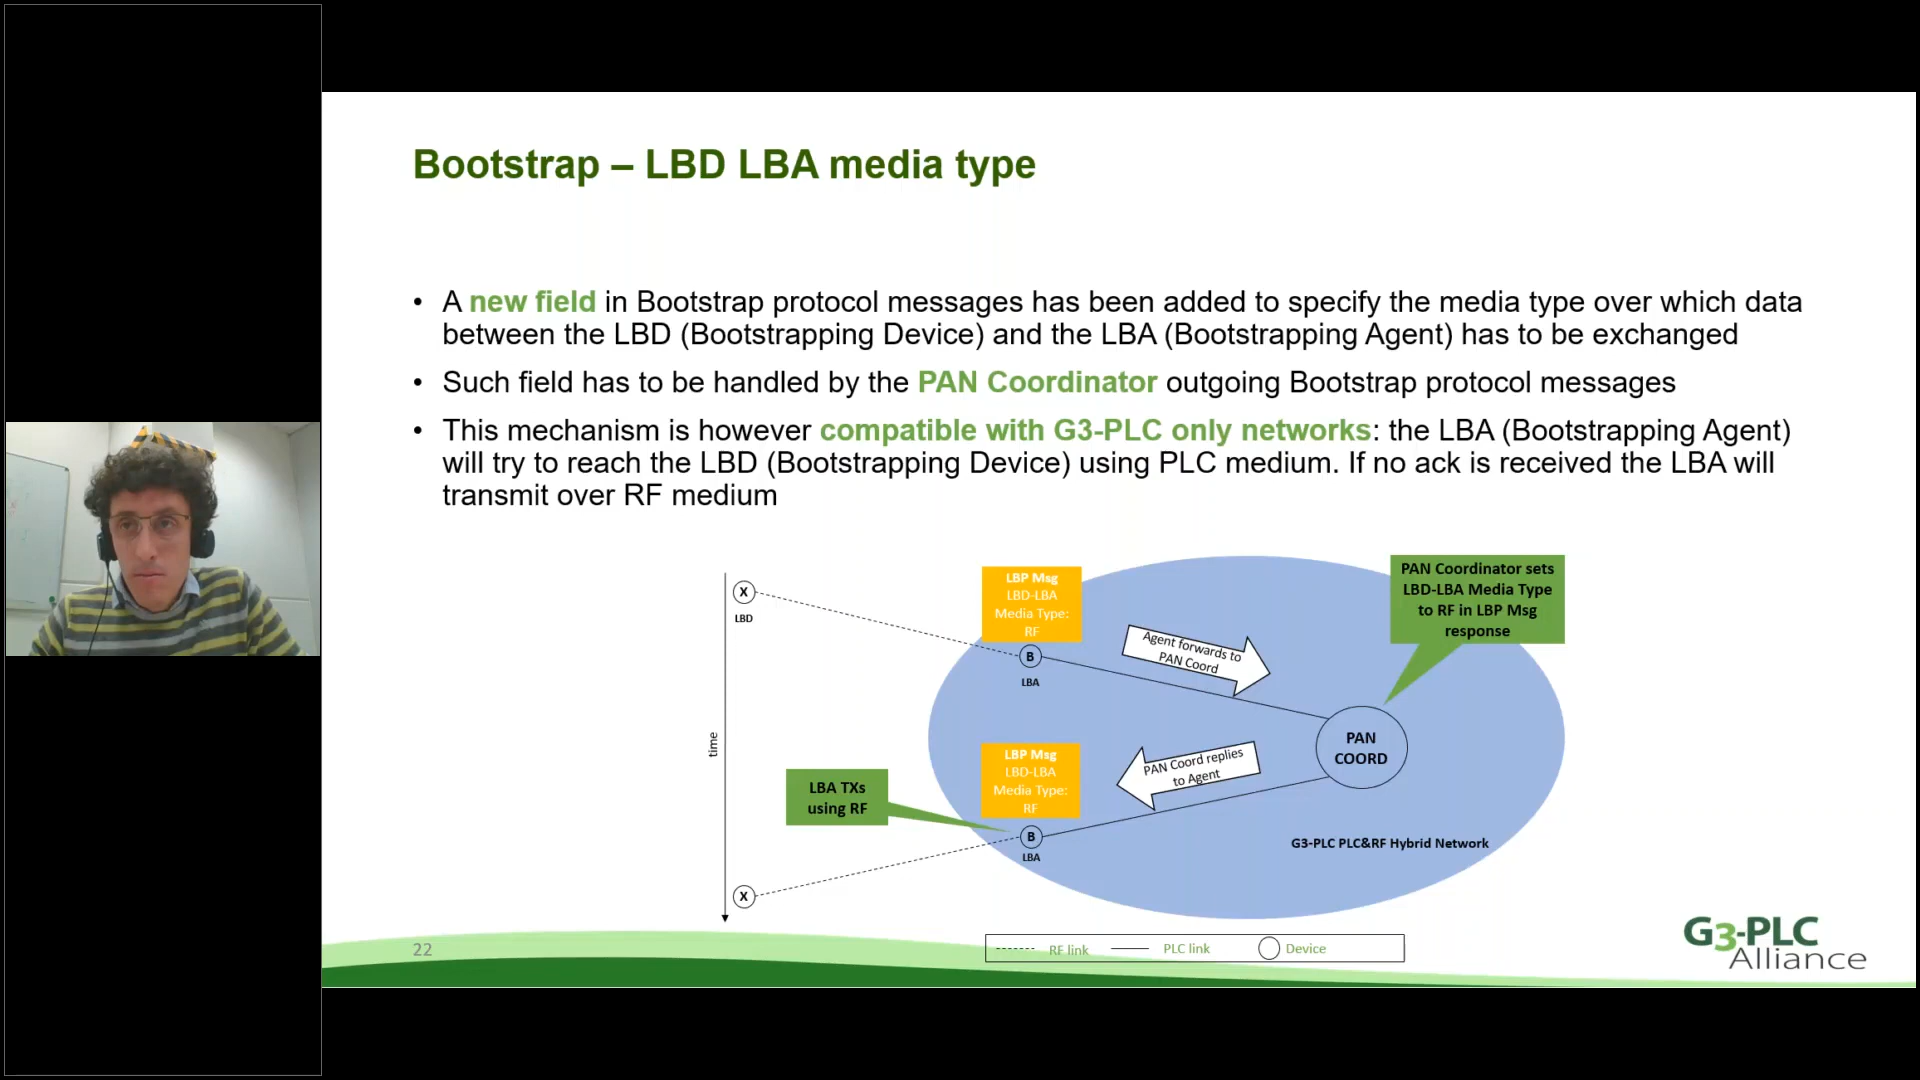 Bootstrap – LBD LBA media type
• A new field in Bootstrap protocol messages has been added to specify the media type over which data
between the LBD (Bootstrapping Device) and the LBA (Bootstrapping Agent) has to be exchanged
• Such field has to be handled by the PAN Coordinator outgoing Bootstrap protocol messages
• This mechanism is however compatible with G3-PLC only networks: the LBA (Bootstrapping Agent)
will try to reach the LBD (Bootstrapping Device) using PLC medium. If no ack is received the LBA will
transmit over RF medium
X
LBD
LBP Msg
LBD-LBA
Media Type:
RF
B
LBA
Agent forwards to
PAN Coord
PAN Coordinator sets
LBD-LBA Media Type
to RF in LBP Msg
response
time
PAN
COORD
LBP Msg
LBD-LBA
Media Type:
RF
PAN Coord replies
to Agent
LBA TXs
using RF
B
LBA
G3-PLC PLC&RF Hybrid Network
X
22
RF link
PLC link
Device
G3-PLC
Alliance